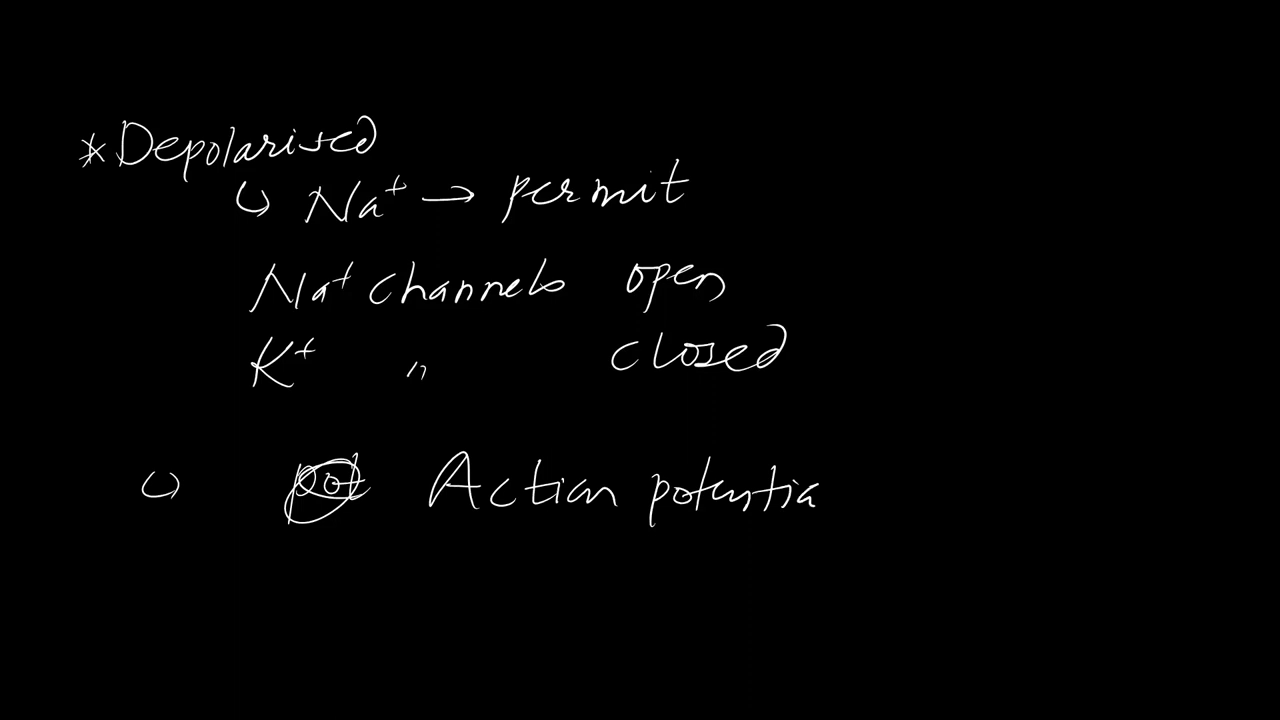 * Depolarised
↳ Na⁺ → permit
Na⁺ channels open
K⁺ " closed
↳ Action potentia